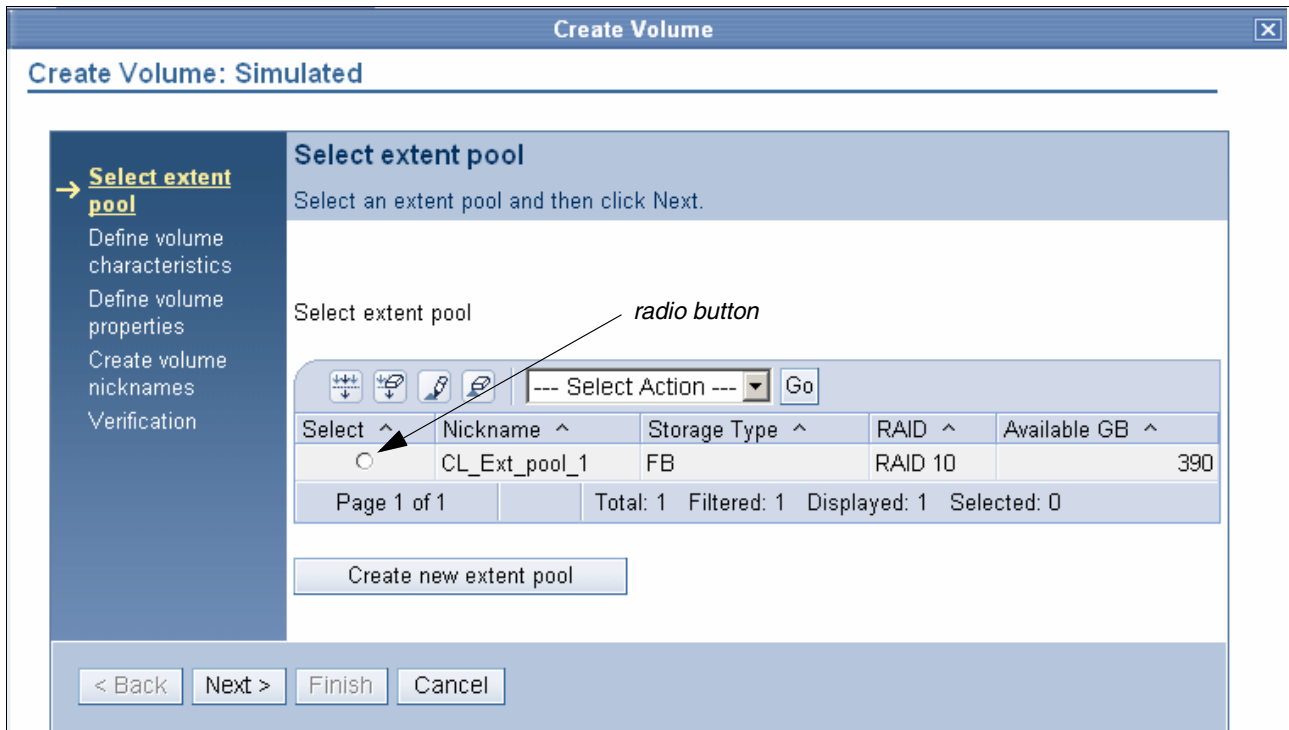 Create Volume
Create Volume: Simulated
Select extent pool
Define volume characteristics
Define volume properties
Create volume nicknames
Verification
Select extent pool
Select an extent pool and then click Next.
Select extent pool
radio button
--- Select Action --- Go
Select ^ Nickname ^ Storage Type ^ RAID ^ Available GB ^
CL_Ext_pool_1 FB RAID 10 390
Page 1 of 1 Total: 1 Filtered: 1 Displayed: 1 Selected: 0
Create new extent pool
< Back Next > Finish Cancel